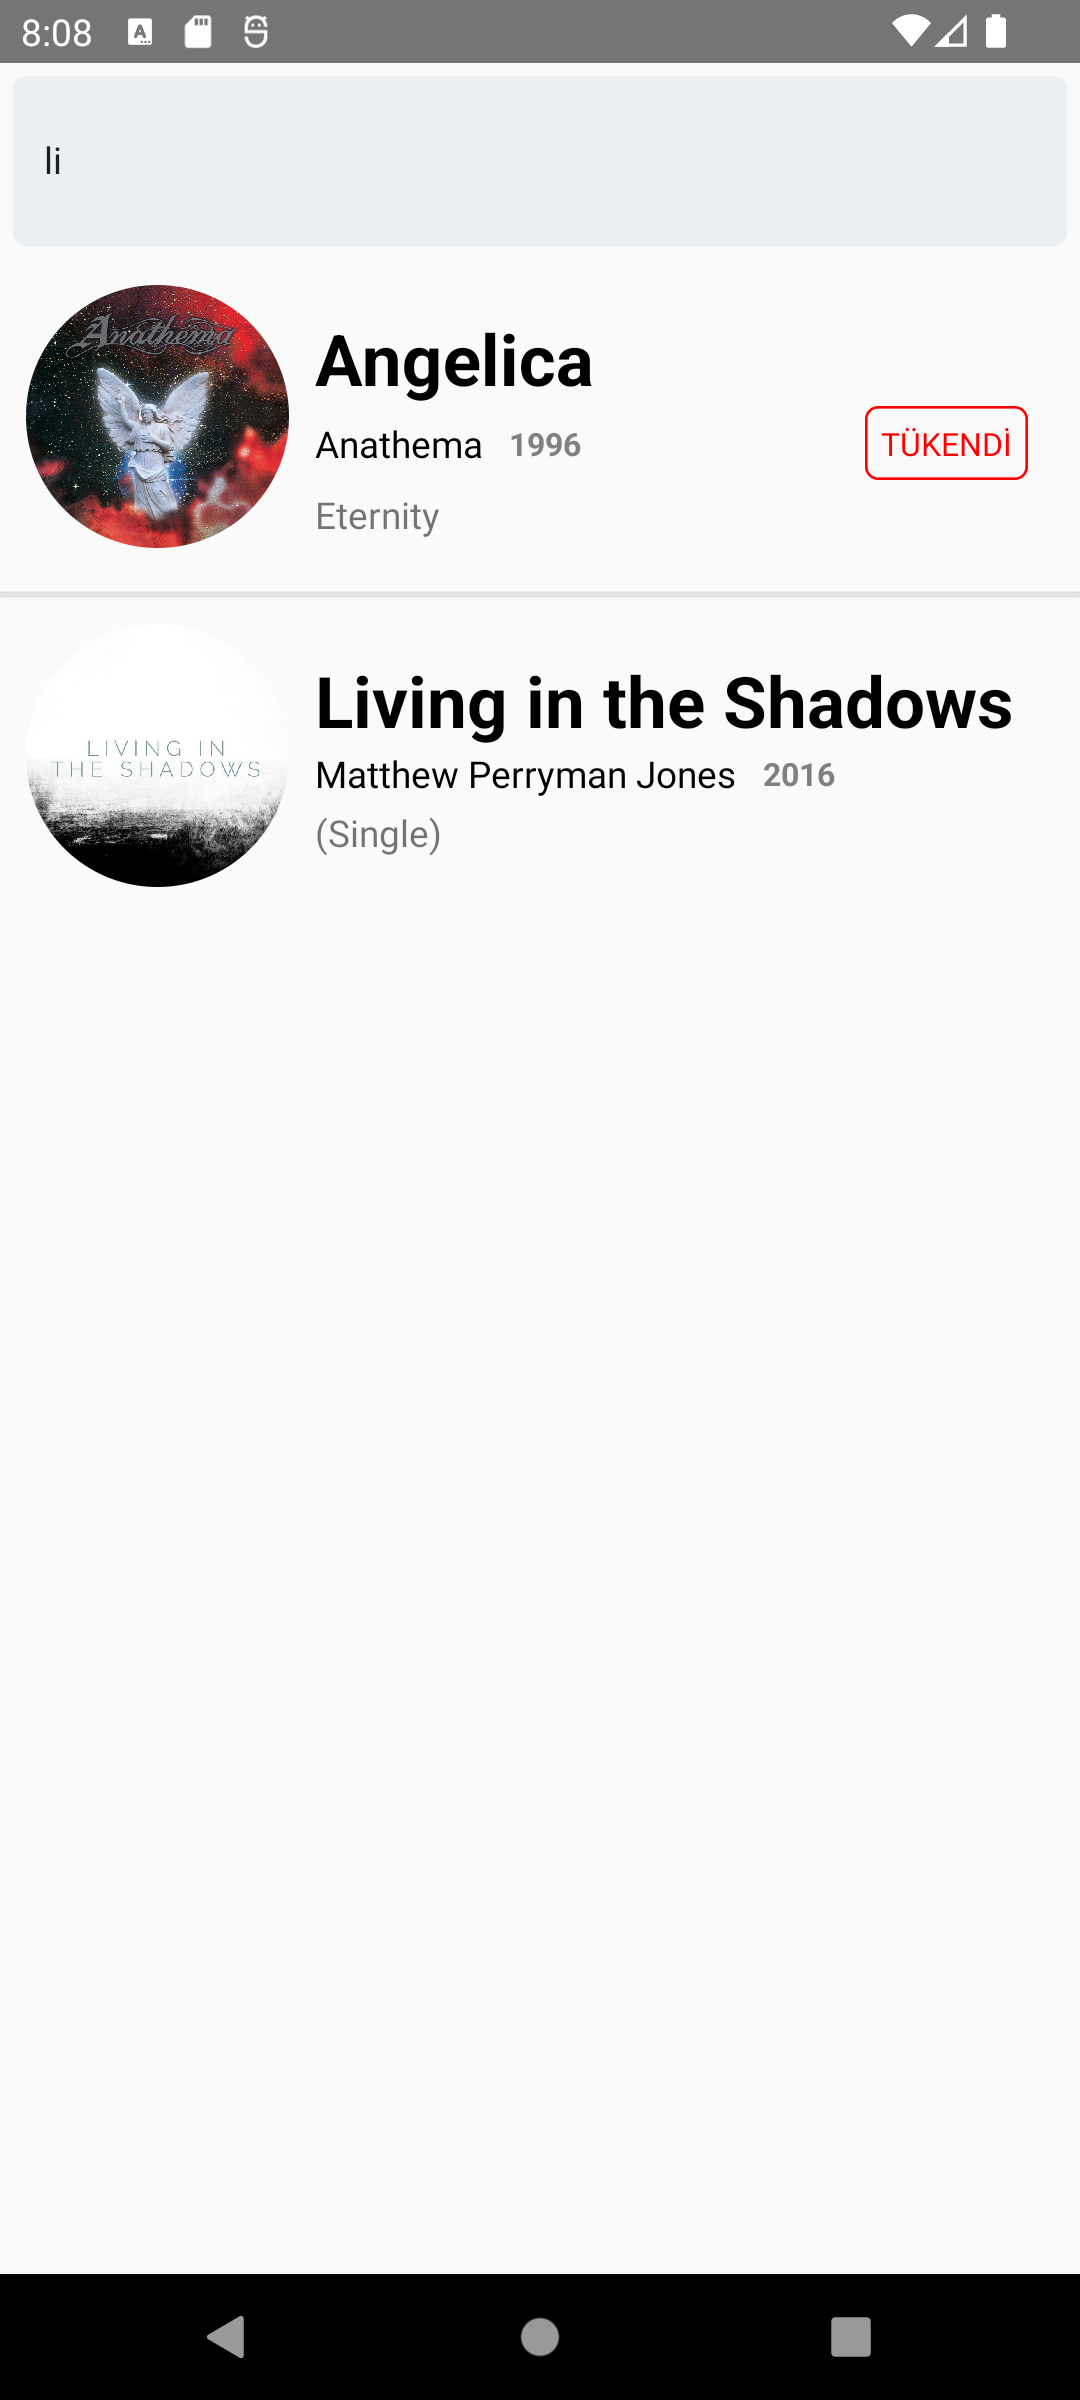 8:08
li
Anathema
Angelica
Anathema 1996
TÜKENDİ
Eternity
LIVING IN
THE SHADOWS
Living in the Shadows
Matthew Perryman Jones 2016
(Single)